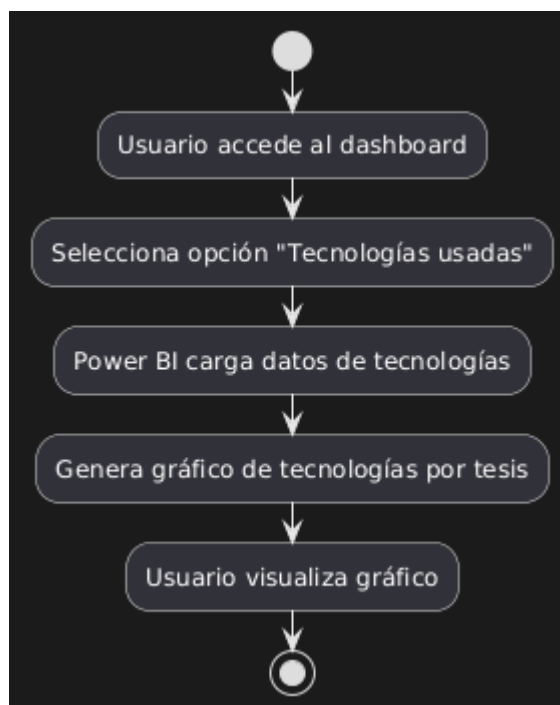 Usuario accede al dashboard
Selecciona opción "Tecnologías usadas"
Power BI carga datos de tecnologías
Genera gráfico de tecnologías por tesis
Usuario visualiza gráfico